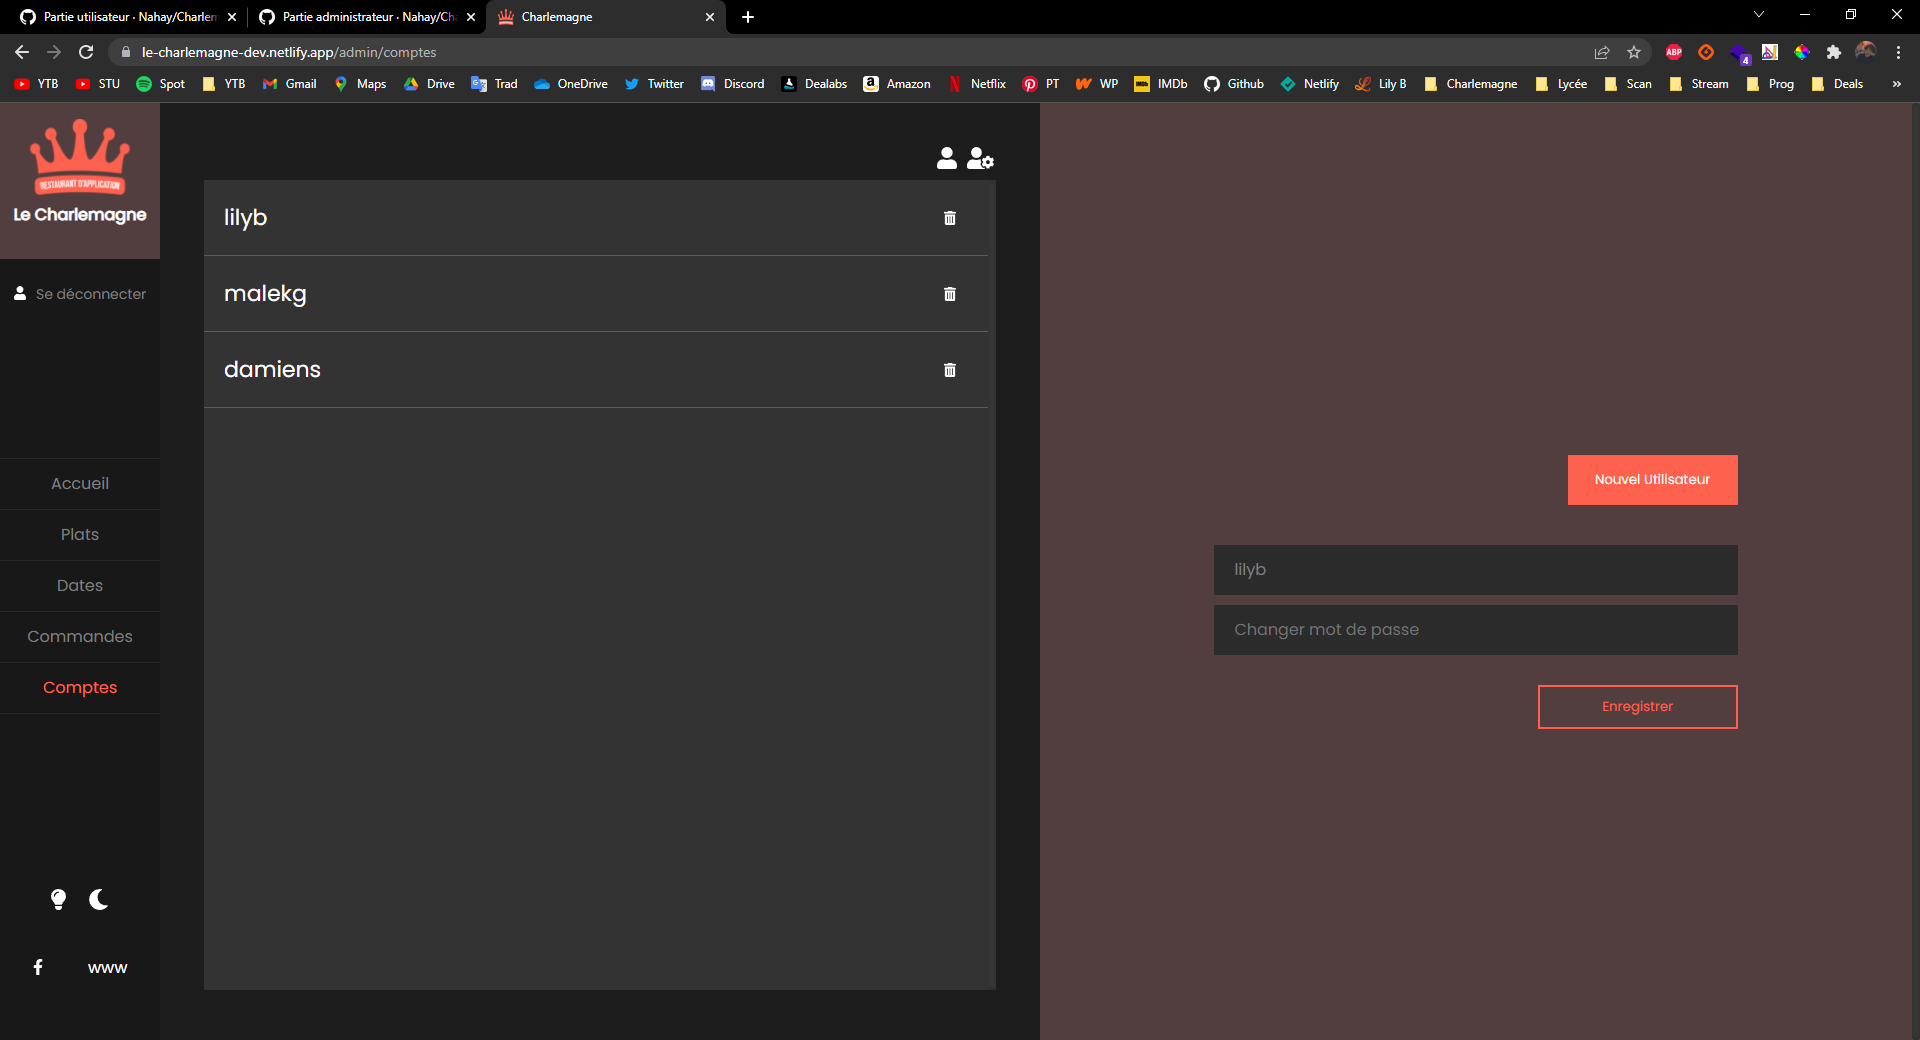 Partie utilisateur · Nahay/Charlem
Partie administrateur · Nahay/Cha
Charlemagne
le-charlemagne-dev.netlify.app/admin/comptes
ABP
4
YTB
STU
Spot
YTB
Gmail
Maps
Drive
Trad
OneDrive
Twitter
Discord
Dealabs
Amazon
Netflix
PT
WP
IMDb
Github
Netlify
Lily B
Charlemagne
Lycée
Scan
Stream
Prog
Deals
»
RESTAURANT D'APPLICATION
Le Charlemagne
Se déconnecter
Accueil
Plats
Dates
Commandes
Comptes
www
lilyb
malekg
damiens
Nouvel Utilisateur
lilyb
Changer mot de passe
Enregistrer